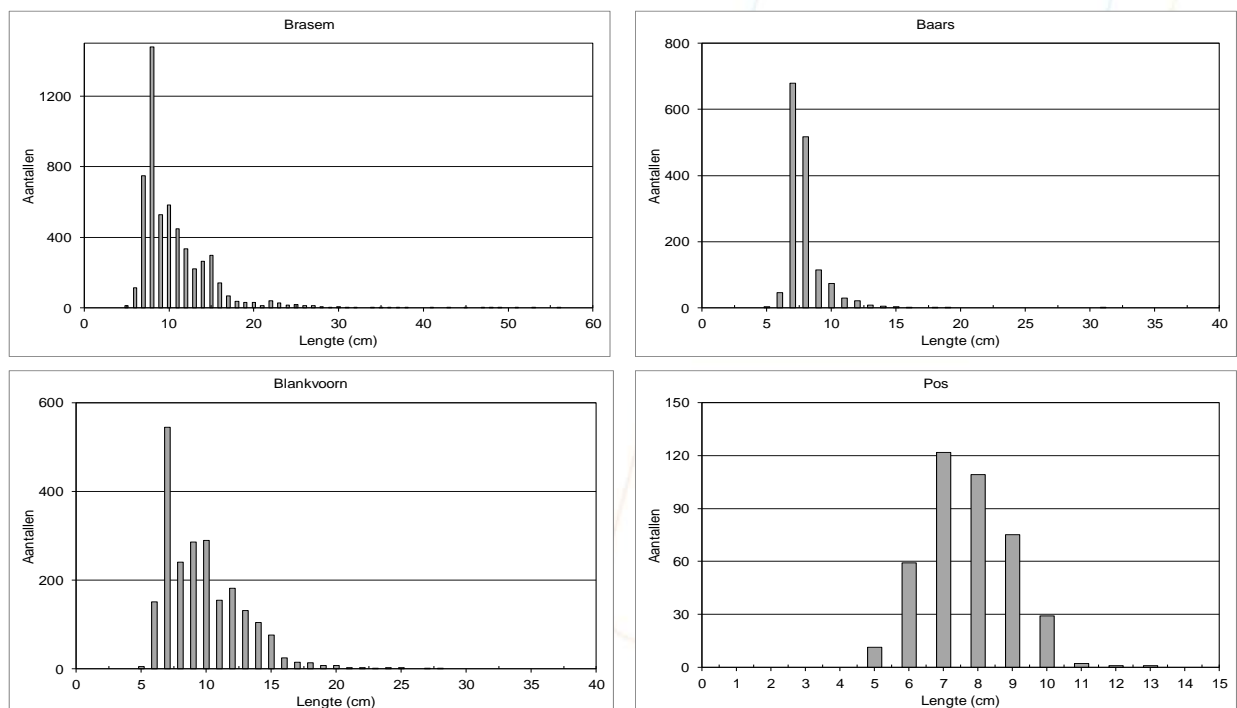 Brasem
1200
800
400
0
Aantallen
0 10 20 30 40 50 60
Lengte (cm)
Baars
800
600
400
200
0
Aantallen
0 5 10 15 20 25 30 35 40
Lengte (cm)
Blankvoorn
600
400
200
0
Aantallen
0 5 10 15 20 25 30 35 40
Lengte (cm)
Pos
150
120
90
60
30
0
Aantallen
0 1 2 3 4 5 6 7 8 9 10 11 12 13 14 15
Lengte (cm)